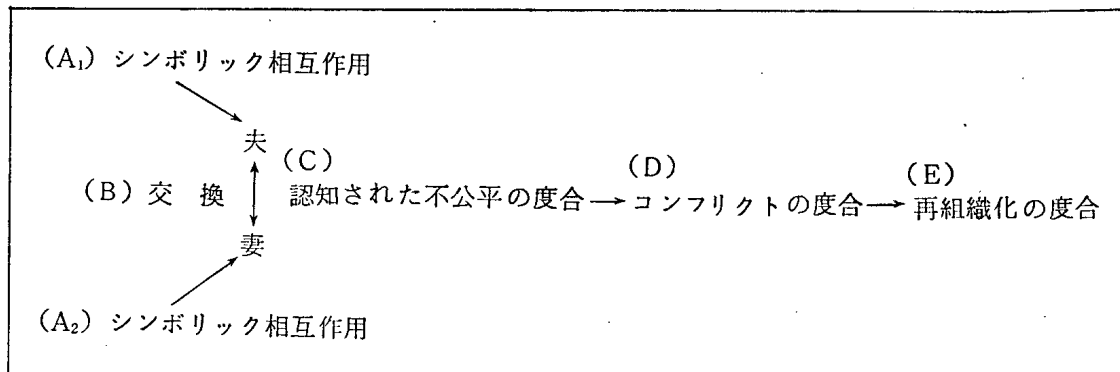 (A₁) シンボリック相互作用
夫
(B) 交換
(C)
認知された不公平の度合
(D)
コンフリクトの度合
(E)
再組織化の度合
妻
(A₂) シンボリック相互作用